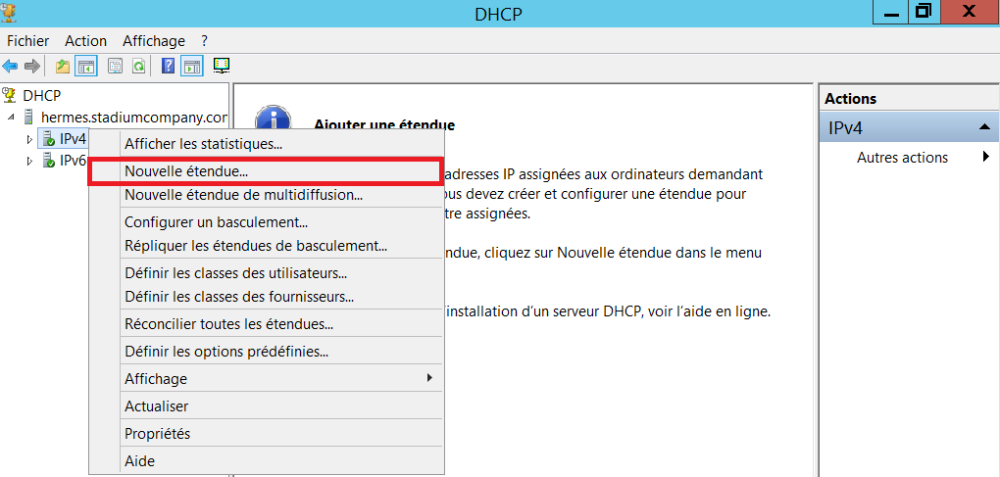 DHCP
Fichier Action Affichage ?
DHCP
hermes.stadiumcompany.cor
IPv4
IPv6
Afficher les statistiques...
Nouvelle étendue...
Nouvelle étendue de multidiffusion...
Configurer un basculement...
Répliquer les étendues de basculement...
Définir les classes des utilisateurs...
Définir les classes des fournisseurs...
Réconcilier toutes les étendues...
Définir les options prédéfinies...
Affichage
Actualiser
Propriétés
Aide
Ajouter une étendue
adresses IP assignées aux ordinateurs demandant
ous devez créer et configurer une étendue pour
tre assignées.
ndue, cliquez sur Nouvelle étendue dans le menu
'installation d'un serveur DHCP, voir l'aide en ligne.
Actions
IPv4
Autres actions